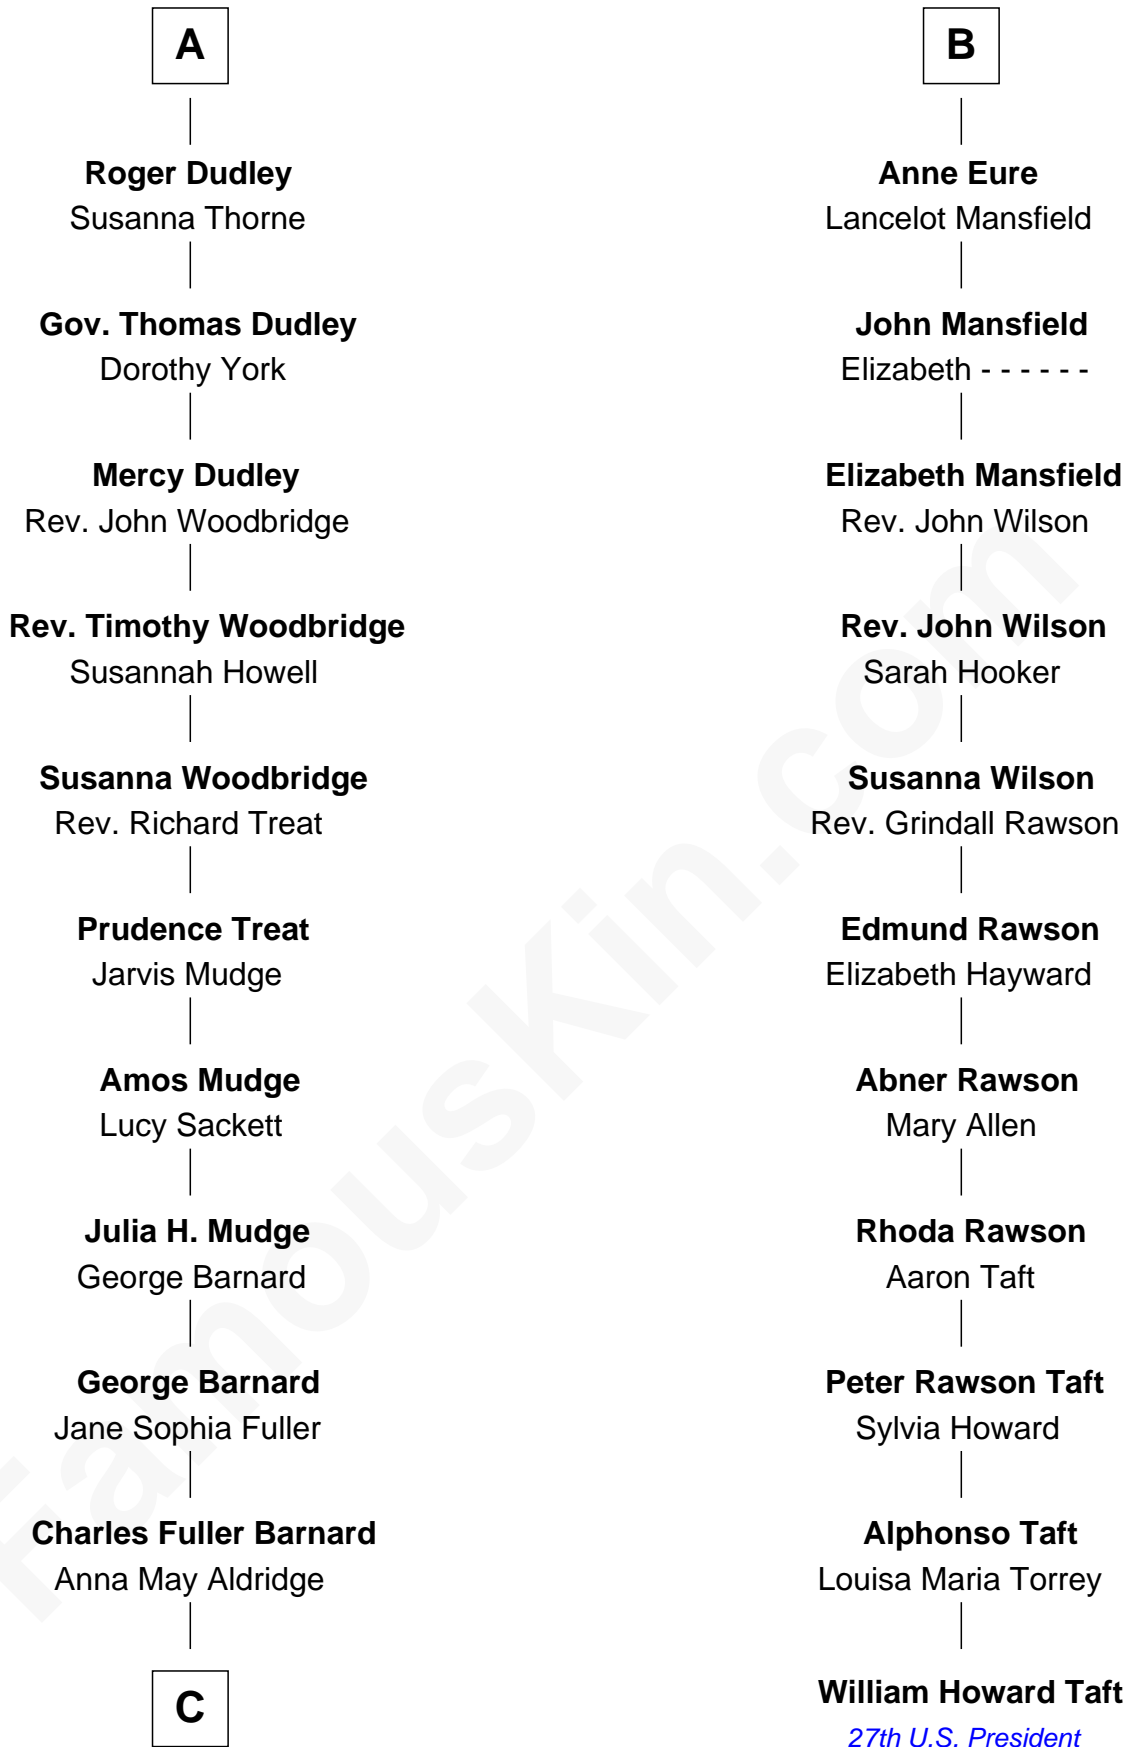 A
Roger Dudley
Susanna Thorne
Gov. Thomas Dudley
Dorothy York
Mercy Dudley
Rev. John Woodbridge
Rev. Timothy Woodbridge
Susannah Howell
Susanna Woodbridge
Rev. Richard Treat
Prudence Treat
Jarvis Mudge
Amos Mudge
Lucy Sackett
Julia H. Mudge
George Barnard
George Barnard
Jane Sophia Fuller
Charles Fuller Barnard
Anna May Aldridge
C
B
Anne Eure
Lancelot Mansfield
John Mansfield
Elizabeth - - - - - -
Elizabeth Mansfield
Rev. John Wilson
Rev. John Wilson
Sarah Hooker
Susanna Wilson
Rev. Grindall Rawson
Edmund Rawson
Elizabeth Hayward
Abner Rawson
Mary Allen
Rhoda Rawson
Aaron Taft
Peter Rawson Taft
Sylvia Howard
Alphonso Taft
Louisa Maria Torrey
William Howard Taft
27th U.S. President
FamousKin.com